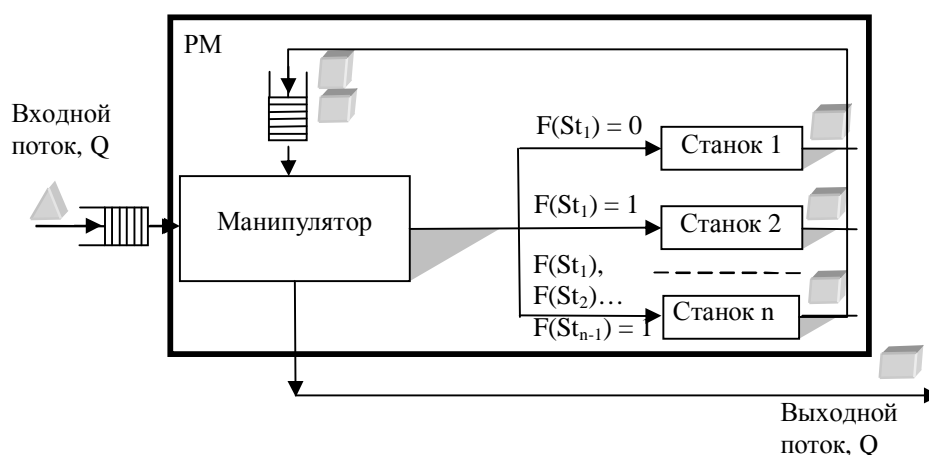 РМ
Входной
поток, Q
F(St1) = 0
Станок 1
Манипулятор
F(St1) = 1
Станок 2
F(St1),
F(St2)…
F(Stn-1) = 1
Станок n
Выходной
поток, Q